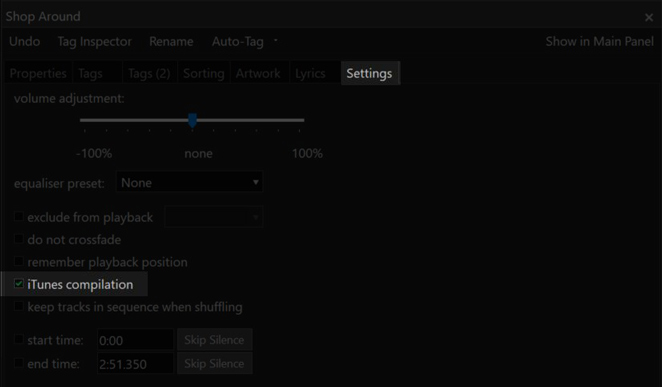 Shop Around
Undo Tag Inspector Rename Auto-Tag Show in Main Panel
Properties Tags Tags (2) Sorting Artwork Lyrics Settings
volume adjustment:
-100% none 100%
equaliser preset: None
exclude from playback
do not crossfade
remember playback position
iTunes compilation
keep tracks in sequence when shuffling
start time: 0:00 Skip Silence
end time: 2:51.350 Skip Silence